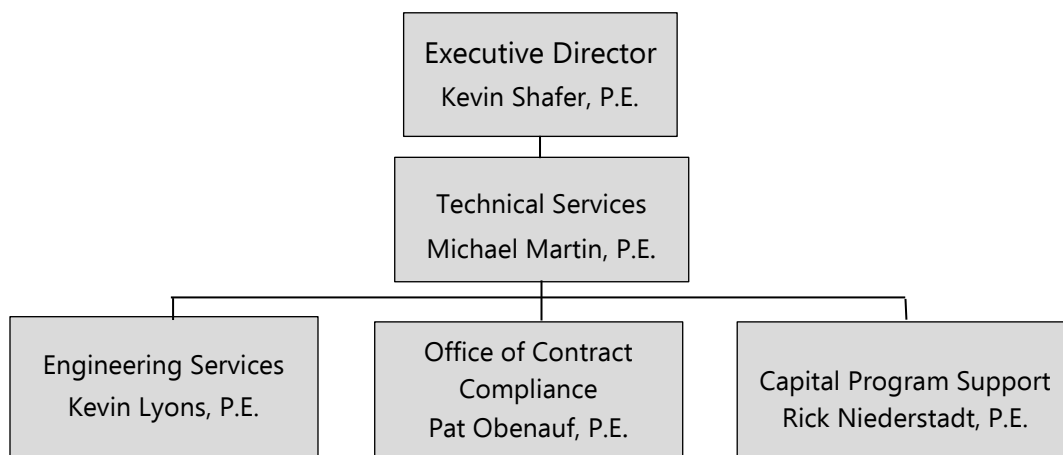 Executive Director
Kevin Shafer, P.E.
Technical Services
Michael Martin, P.E.
Engineering Services
Kevin Lyons, P.E.
Office of Contract
Compliance
Pat Obenauf, P.E.
Capital Program Support
Rick Niederstadt, P.E.